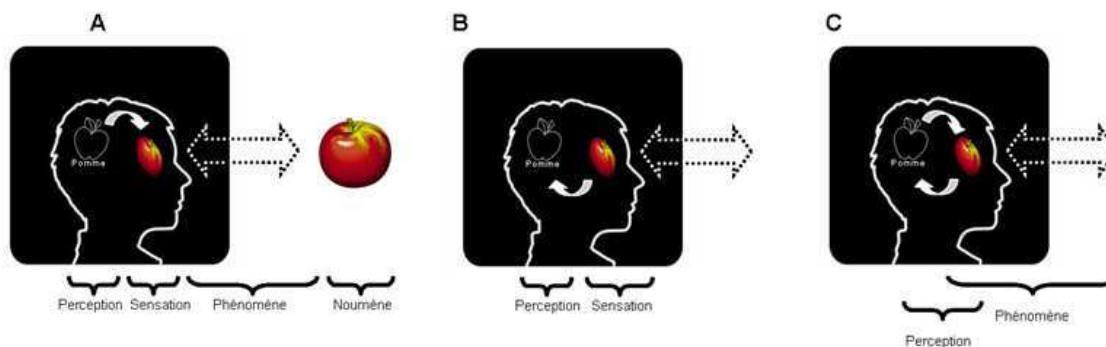 A
B
C
Pomme
Pomme
Pomme
Perception Sensation Phénomène Noumène
Perception Sensation
Phénomène
Perception